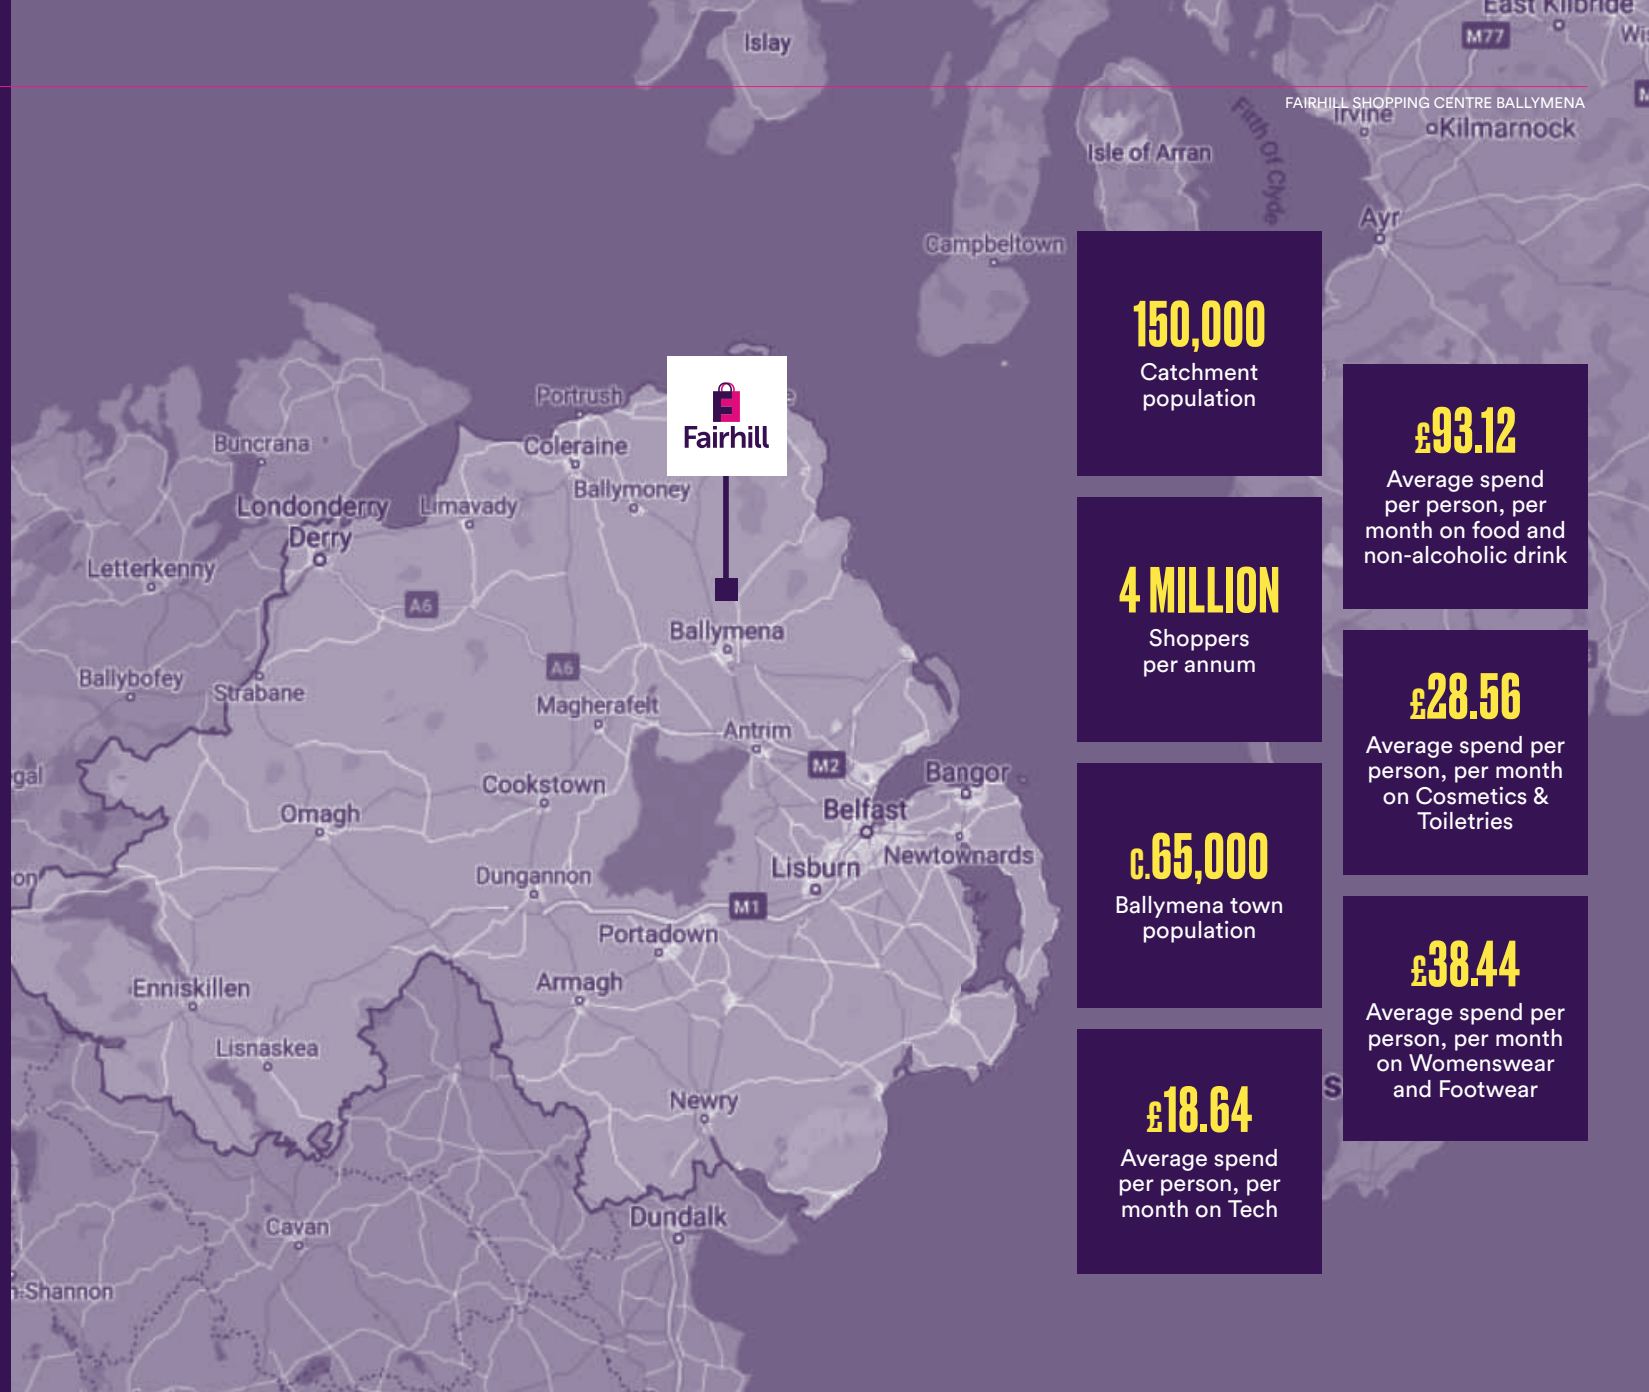 East Kilbride
M77
Islay
FAIRHILL SHOPPING CENTRE BALLYMENA
Irvine
Kilmarnock
Firth Of Clyde
Isle of Arran
Ayr
Campbeltown
150,000
Catchment
population
£93.12
Average spend
per person, per
month on food and
non-alcoholic drink
4 MILLION
Shoppers
per annum
£28.56
Average spend per
person, per month
on Cosmetics &
Toiletries
c.65,000
Ballymena town
population
£38.44
Average spend per
person, per month
on Womenswear
and Footwear
£18.64
Average spend
per person, per
month on Tech
Fairhill
Portrush
Buncrana
Coleraine
Ballymoney
Londonderry
Derry
Limavady
Letterkenny
A6
Ballymena
A6
Ballybofey
Strabane
Magherafelt
Antrim
M2
Bangor
gal
Cookstown
Omagh
Belfast
Newtownards
Lisburn
Dungannon
on
M1
Portadown
Armagh
Enniskillen
Lisnaskea
Newry
Dundalk
Cavan
-Shannon